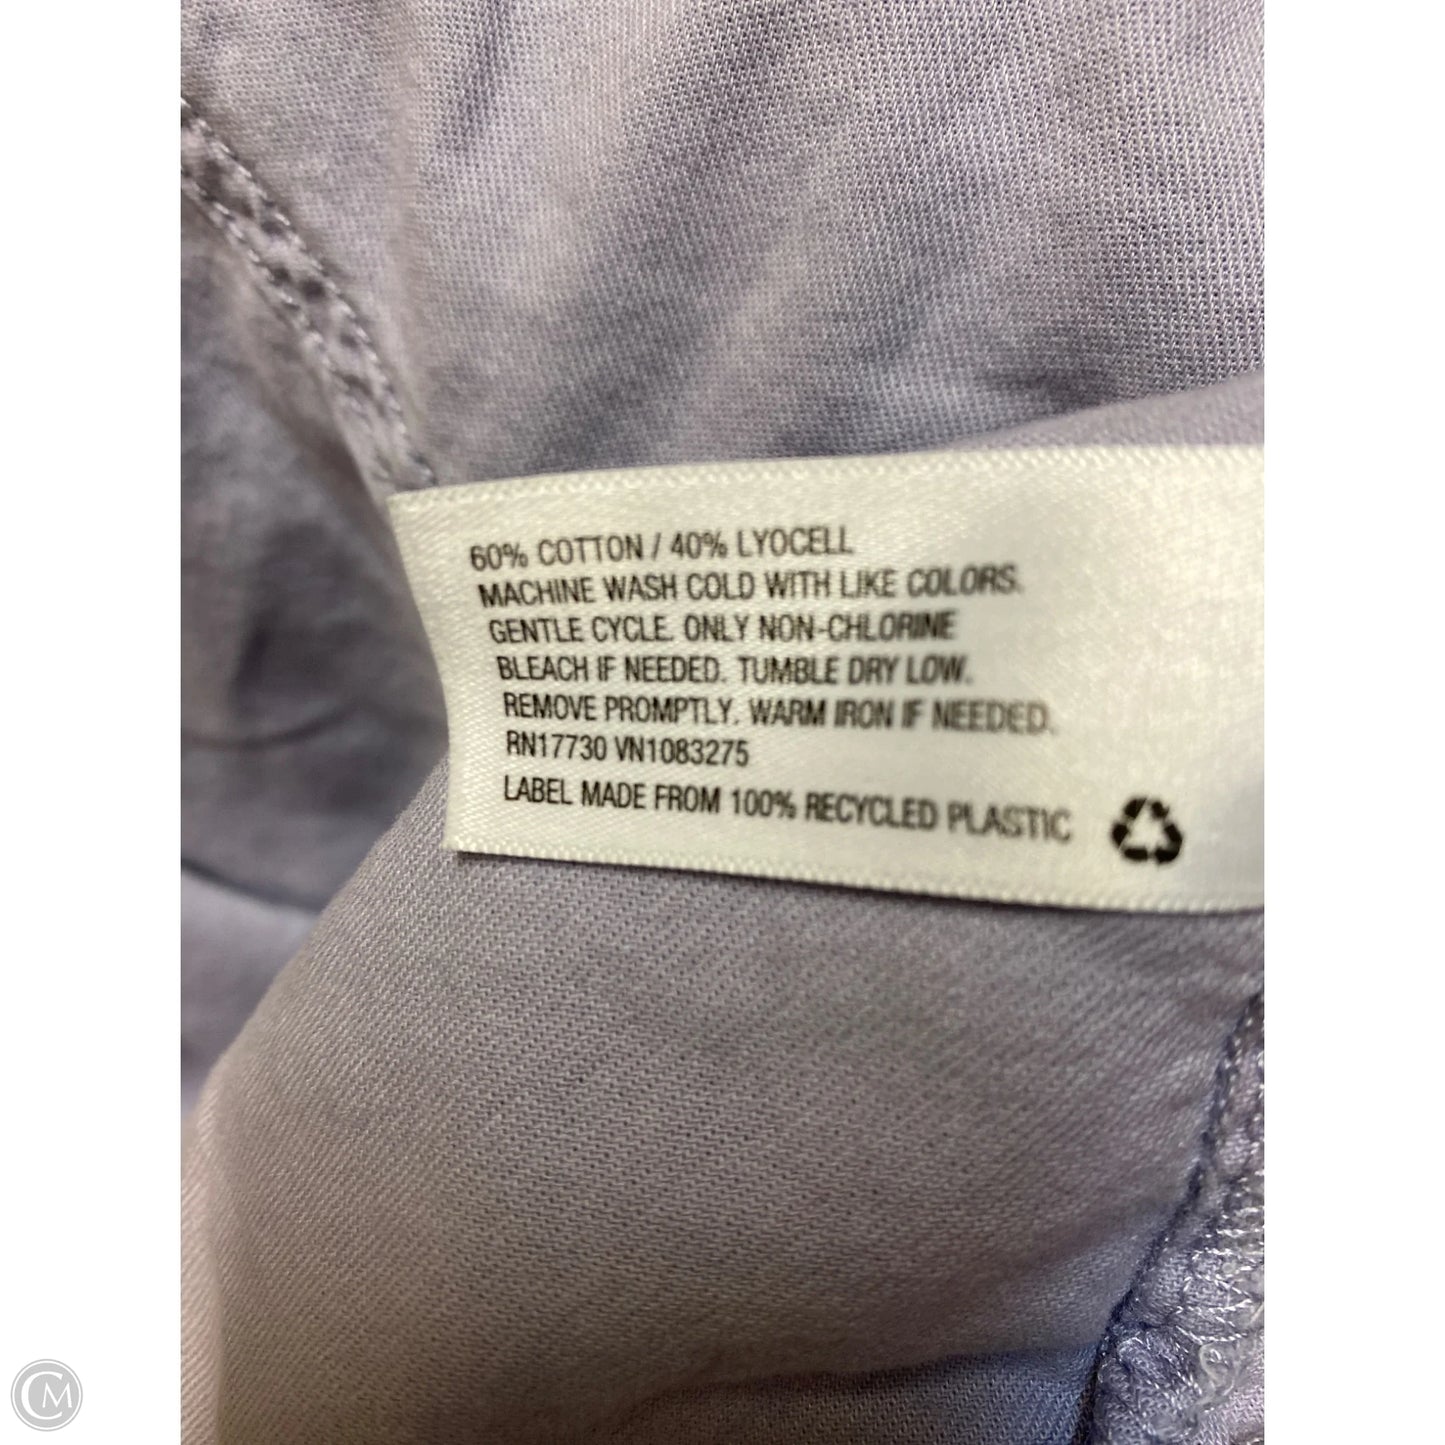 60% COTTON / 40% LYOCELL
MACHINE WASH COLD WITH LIKE COLORS.
GENTLE CYCLE. ONLY NON-CHLORINE
BLEACH IF NEEDED. TUMBLE DRY LOW.
REMOVE PROMPTLY. WARM IRON IF NEEDED.
RN17730 VN1083275
LABEL MADE FROM 100% RECYCLED PLASTIC
CM